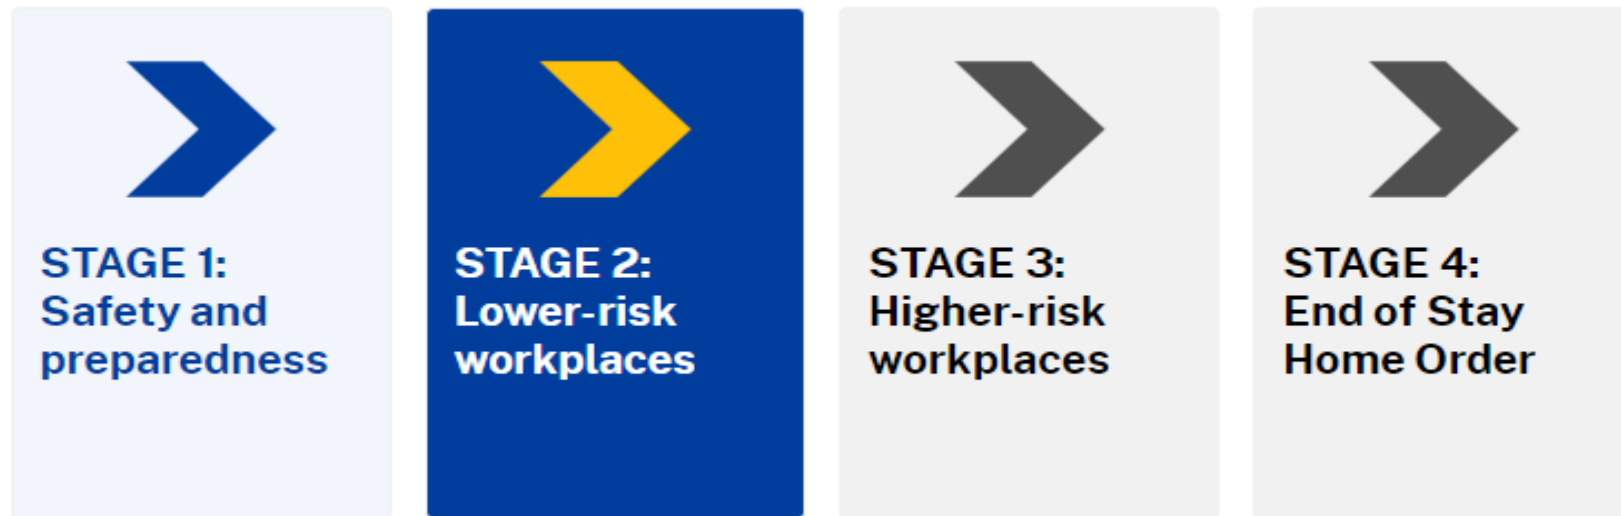 STAGE 1:
Safety and
preparedness
STAGE 2:
Lower-risk
workplaces
STAGE 3:
Higher-risk
workplaces
STAGE 4:
End of Stay
Home Order